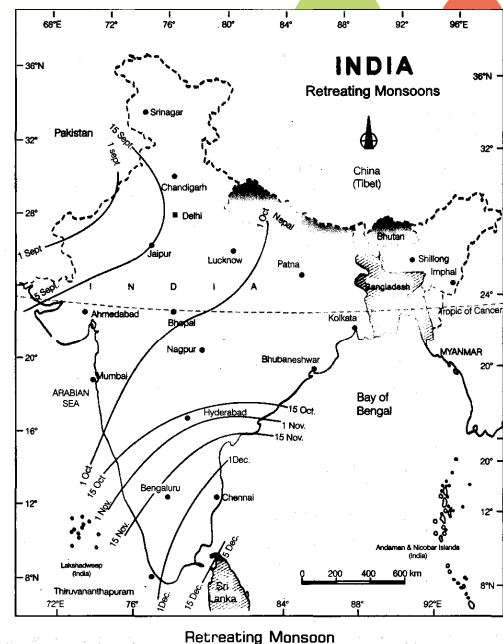 68°E 72°E 76° 80° 84° 88° 92° 96°E
36°N
INDIA
36°N
Retreating Monsoons
Srinagar
Pakistan
15 Sept.
32°
32°
1 sept
China
(Tibet)
Chandigarh
28°
Delhi
1 Oct
Nepal
Bhutan
28°
1 Sept
Jaipur
Lucknow
Patna
Shillong
Imphal
5 Sept.
I N D I A
Bangladesh
24°
Tropic of Cancer
Ahmedabad
Bhopal
Kolkata
20°
Nagpur
Bhubaneshwar
MYANMAR
Mumbai
ARABIAN
SEA
Hyderabad
15 Oct.
Bay of
Bengal
1 Nov.
15 Nov.
20°
16°
1 Oct
15 Oct
1Dec.
16°
Bengaluru
1 Nov.
Chennai
12°
15 Nov.
12°
15 Dec.
Andaman & Nicobar Islands
(India)
Lakshadweep
(India)
0 200 400 600 km
8°N
Thiruvananthapuram
1Dec.
15 Dec.
Sri
Lanka
8°N
72°E 76° 84° 88° 92°E
Retreating Monsoon